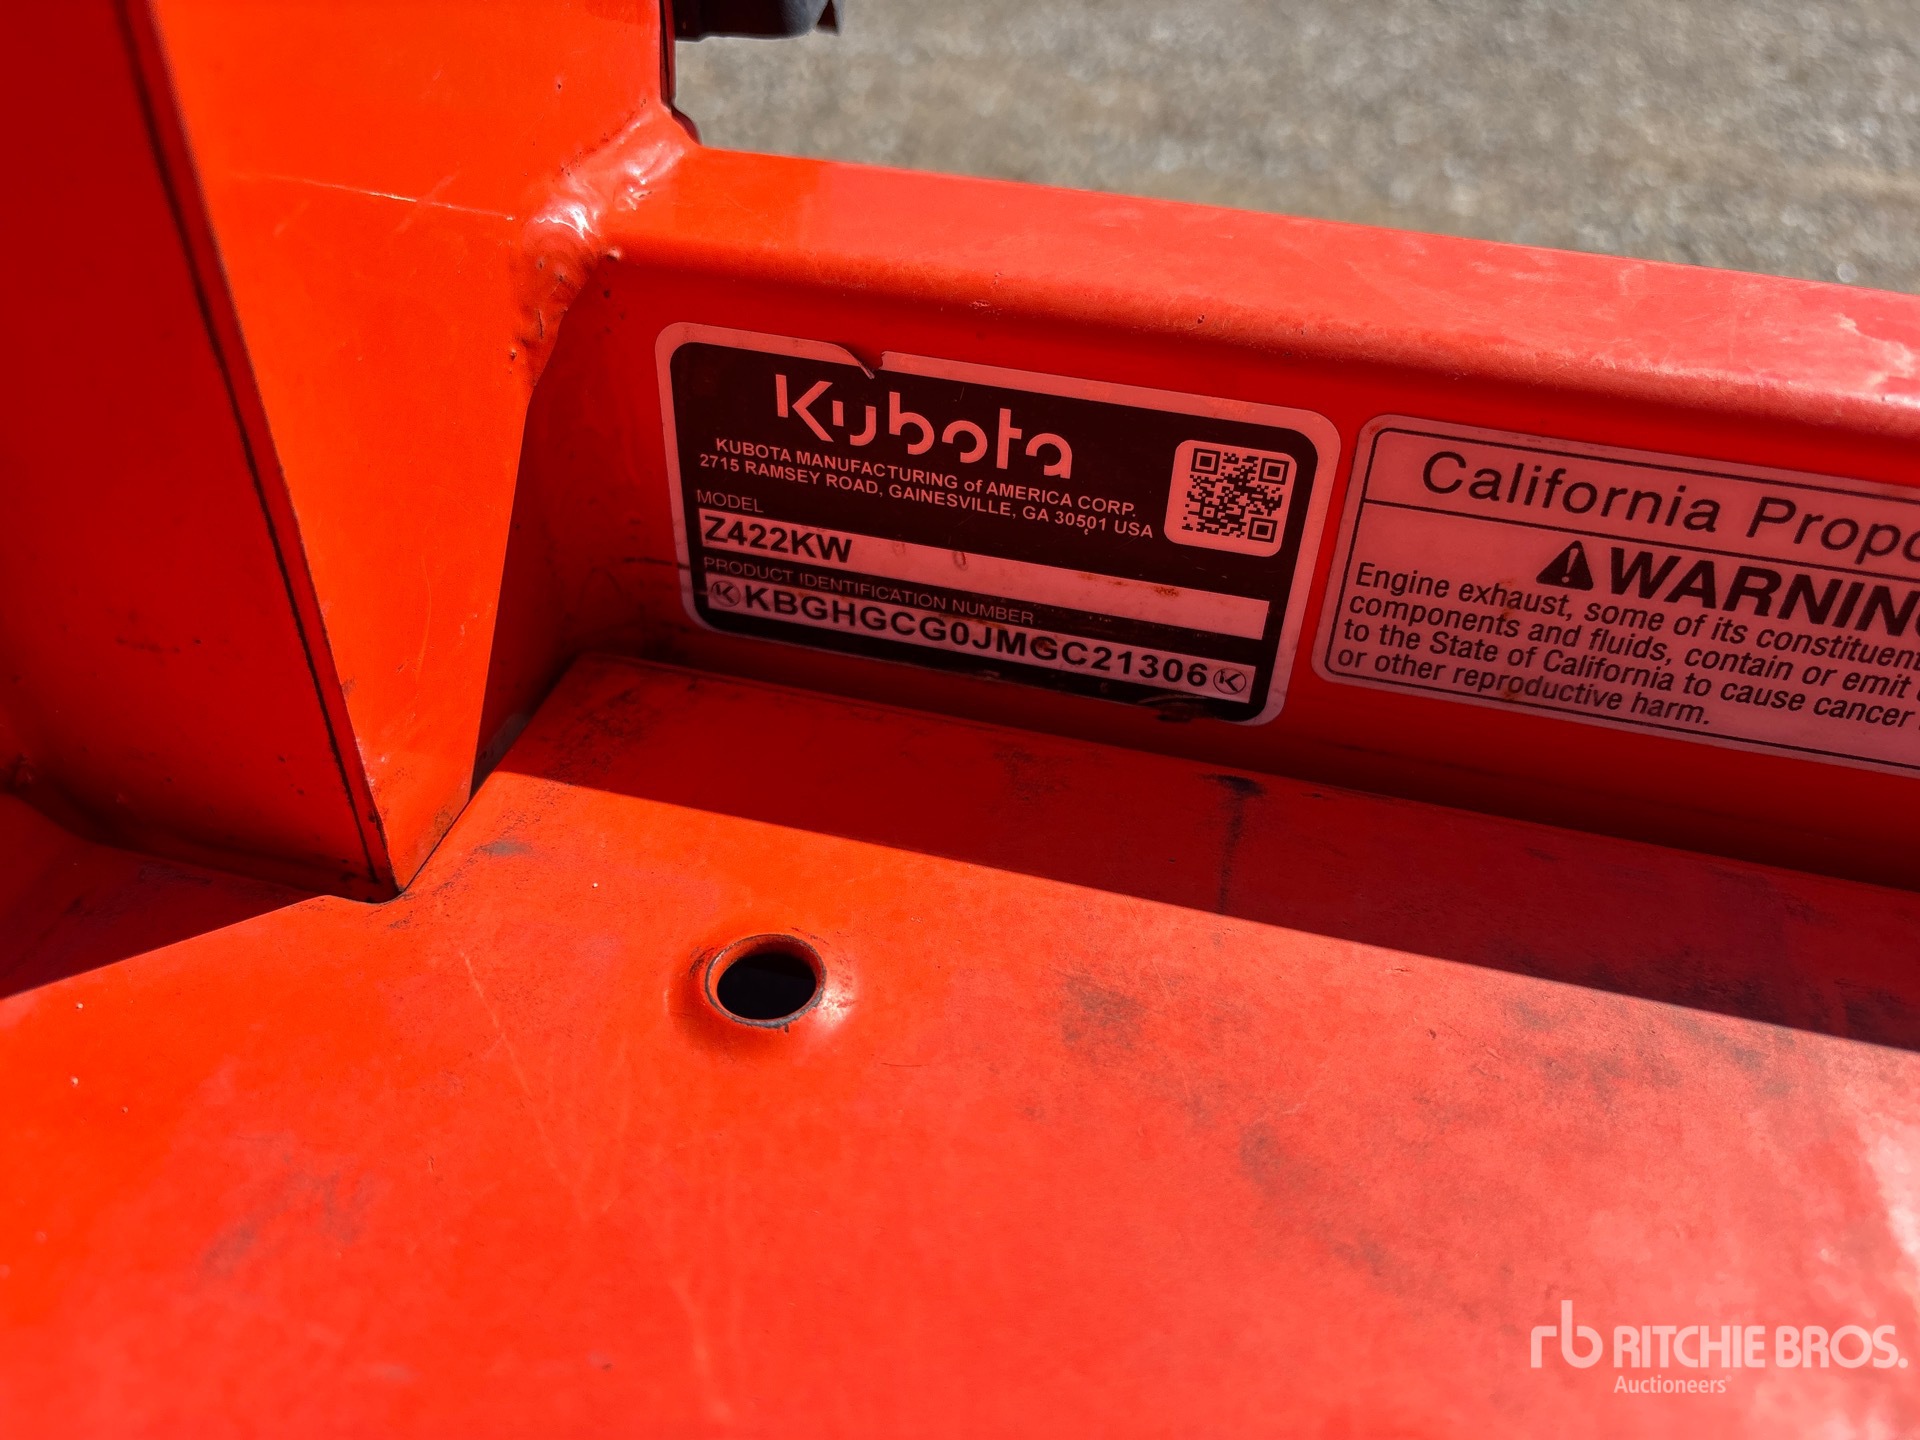 Kubota
KUBOTA MANUFACTURING of AMERICA CORP.
2715 RAMSEY ROAD, GAINESVILLE, GA 30501 USA
MODEL
Z422KW
PRODUCT IDENTIFICATION NUMBER
KBGHGCG0JMGC21306
California Propo
WARNING
Engine exhaust, some of its constituent
components and fluids, contain or emit
to the State of California to cause cancer
or other reproductive harm.
rb RITCHIE BROS.
Auctioneers